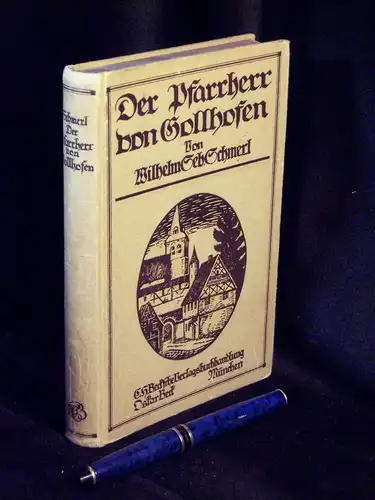 Schmerl
Der
Pfarrherr
von
Gollhofen
Der Pfarrherr
von Gollhofen
Von
Wilhelm Seb. Schmerl
C.H. Beck'sche Verlagsbuchhandlung
Oskar Beck München